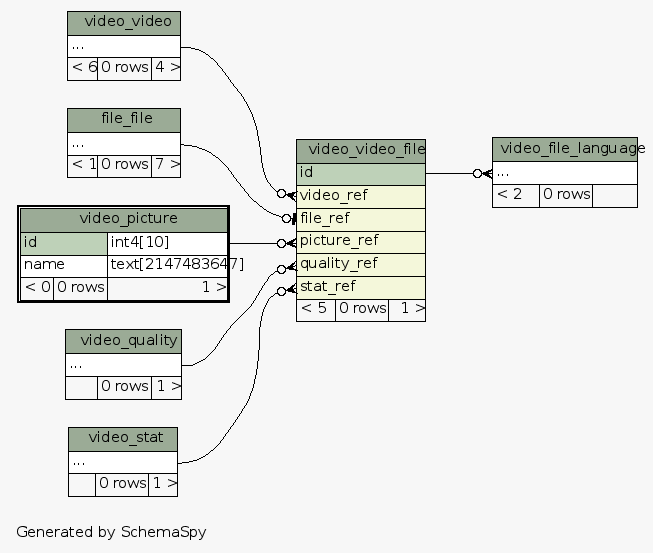 video_video
...
< 6 0 rows 4 >
file_file
...
< 1 0 rows 7 >
video_picture
id int4[10]
name text[2147483647]
< 0 0 rows 1 >
video_quality
...
0 rows 1 >
video_stat
...
0 rows 1 >
video_video_file
id
video_ref
file_ref
picture_ref
quality_ref
stat_ref
< 5 0 rows 1 >
video_file_language
...
< 2 0 rows
Generated by SchemaSpy